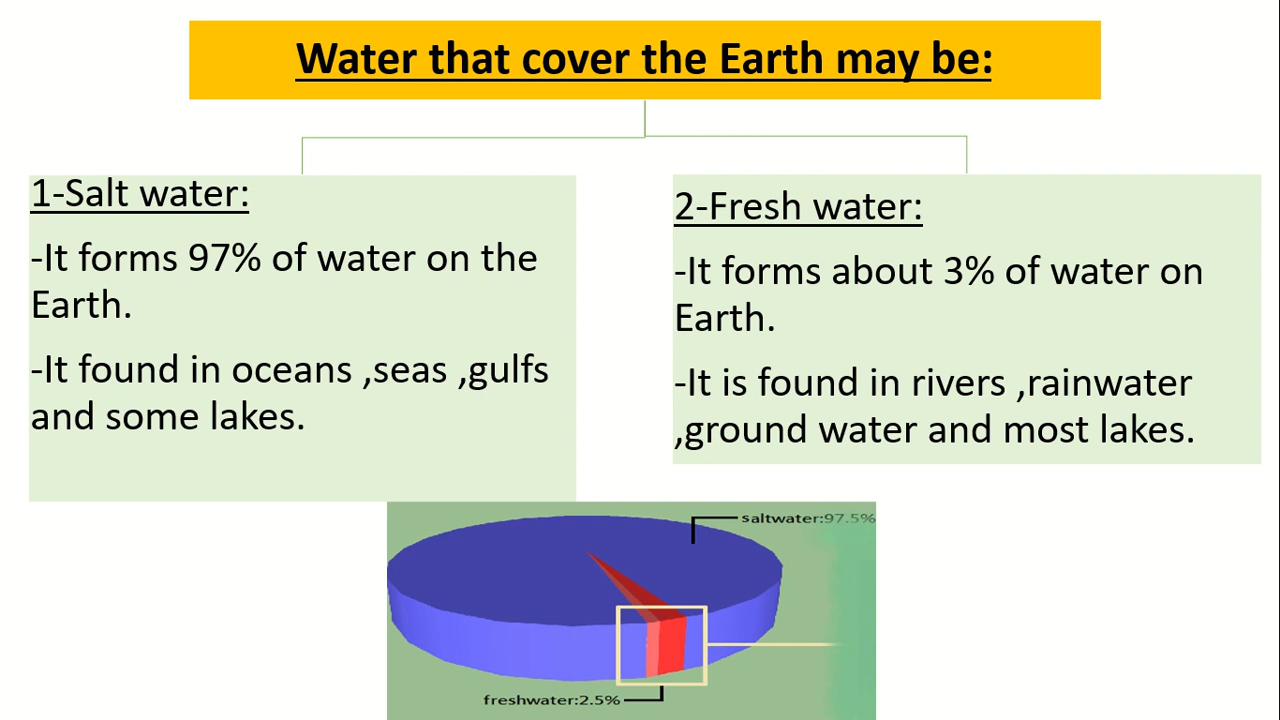 Water that cover the Earth may be:
1-Salt water:
-It forms 97% of water on the
Earth.
-It found in oceans ,seas ,gulfs
and some lakes.
2-Fresh water:
-It forms about 3% of water on
Earth.
-It is found in rivers ,rainwater
,ground water and most lakes.
saltwater:97.5%
freshwater:2.5%